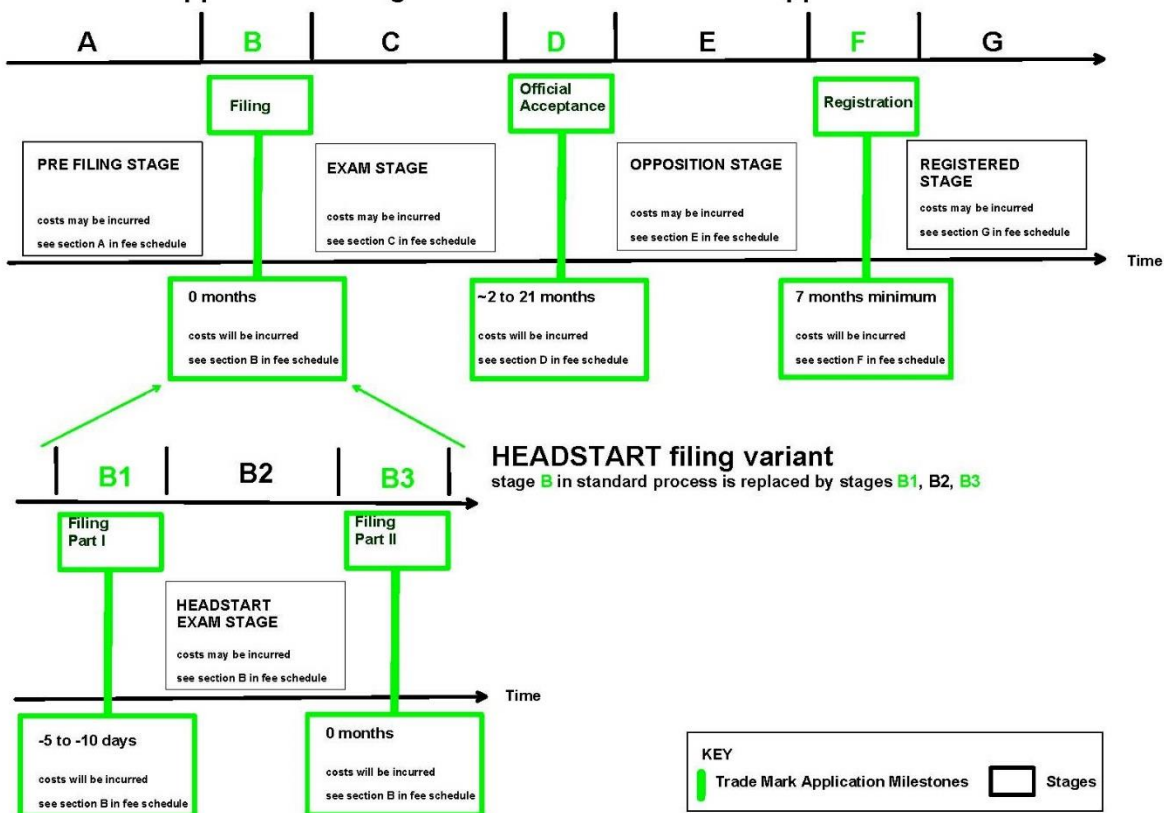 A B C D E F G
Filing
Official
Acceptance
Registration
PRE FILING STAGE
costs may be incurred
see section A in fee schedule
EXAM STAGE
costs may be incurred
see section C in fee schedule
OPPOSITION STAGE
costs may be incurred
see section E in fee schedule
REGISTERED
STAGE
costs may be incurred
see section G in fee schedule
Time
0 months
costs will be incurred
see section B in fee schedule
~2 to 21 months
costs will be incurred
see section D in fee schedule
7 months minimum
costs will be incurred
see section F in fee schedule
B1 B2 B3
HEADSTART filing variant
stage B in standard process is replaced by stages B1, B2, B3
Filing
Part I
Filing
Part II
HEADSTART
EXAM STAGE
costs may be incurred
see section B in fee schedule
Time
-5 to -10 days
costs will be incurred
see section B in fee schedule
0 months
costs will be incurred
see section B in fee schedule
KEY
Trade Mark Application Milestones
Stages